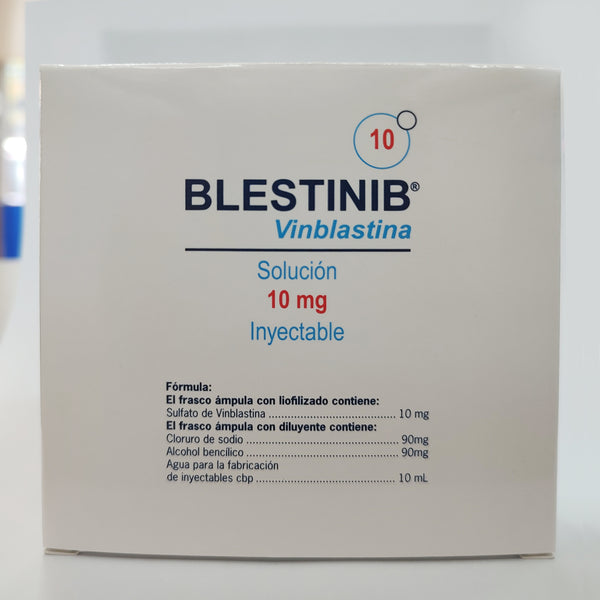 10
BLESTINIB®
Vinblastina
Solución
10 mg
Inyectable
Fórmula:
El frasco ámpula con liofilizado contiene:
Sulfato de Vinblastina ................................ 10 mg
El frasco ámpula con diluyente contiene:
Cloruro de sodio ..................................... 90mg
Alcohol bencílico ..................................... 90mg
Agua para la fabricación
de inyectables cbp ................................... 10 mL